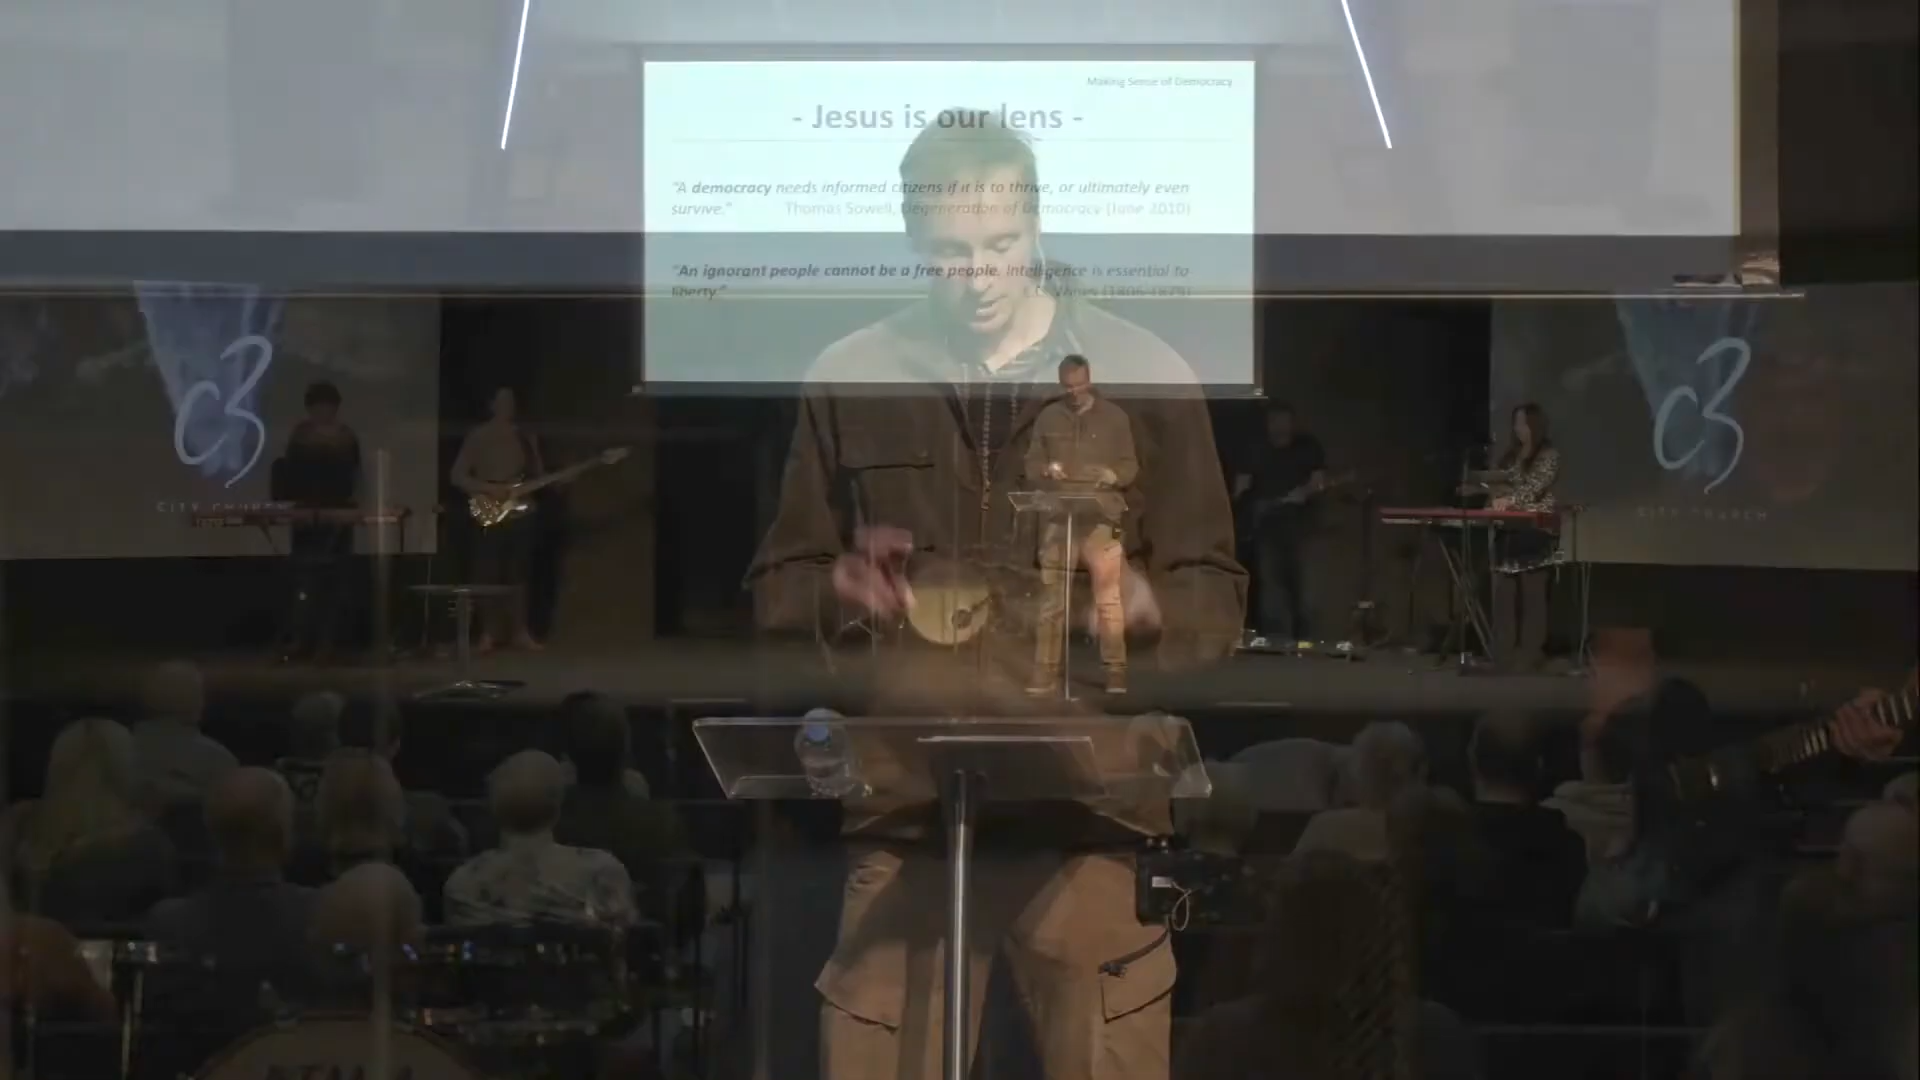 Making Sense of Democracy
- Jesus is our lens -
"A democracy needs informed citizens if it is to thrive, or ultimately even
survive." Thomas Sowell, Degeneration of Democracy (June 2010)
"An ignorant people cannot be a free people. Intelligence is essential to
liberty."
c3
CITY CHURCH
c3
CITY CHURCH